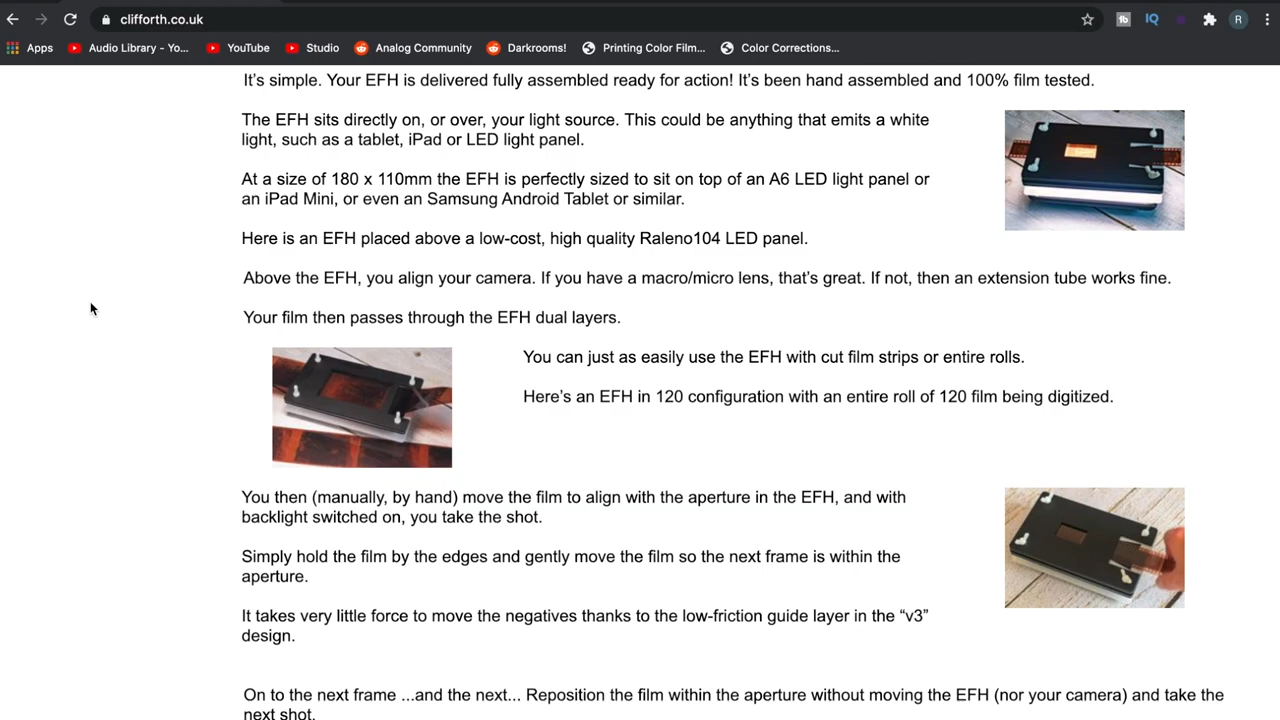 clifforth.co.uk
tb
IQ
R
Apps
Audio Library - Yo...
YouTube
Studio
Analog Community
Darkrooms!
Printing Color Film...
Color Corrections...
It's simple. Your EFH is delivered fully assembled ready for action! It's been hand assembled and 100% film tested.
The EFH sits directly on, or over, your light source. This could be anything that emits a white
light, such as a tablet, iPad or LED light panel.
At a size of 180 x 110mm the EFH is perfectly sized to sit on top of an A6 LED light panel or
an iPad Mini, or even an Samsung Android Tablet or similar.
Here is an EFH placed above a low-cost, high quality Raleno104 LED panel.
Above the EFH, you align your camera. If you have a macro/micro lens, that's great. If not, then an extension tube works fine.
Your film then passes through the EFH dual layers.
You can just as easily use the EFH with cut film strips or entire rolls.
Here's an EFH in 120 configuration with an entire roll of 120 film being digitized.
You then (manually, by hand) move the film to align with the aperture in the EFH, and with
backlight switched on, you take the shot.
Simply hold the film by the edges and gently move the film so the next frame is within the
aperture.
It takes very little force to move the negatives thanks to the low-friction guide layer in the “v3”
design.
On to the next frame ...and the next... Reposition the film within the aperture without moving the EFH (nor your camera) and take the
next shot.